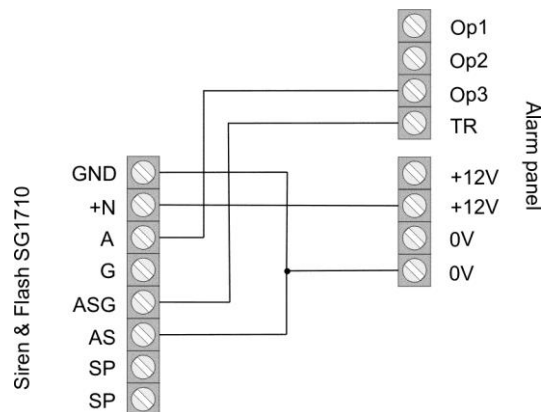 Siren & Flash SG1710
GND
+N
A
G
ASG
AS
SP
SP
Op1
Op2
Op3
TR
+12V
+12V
0V
0V
Alarm panel